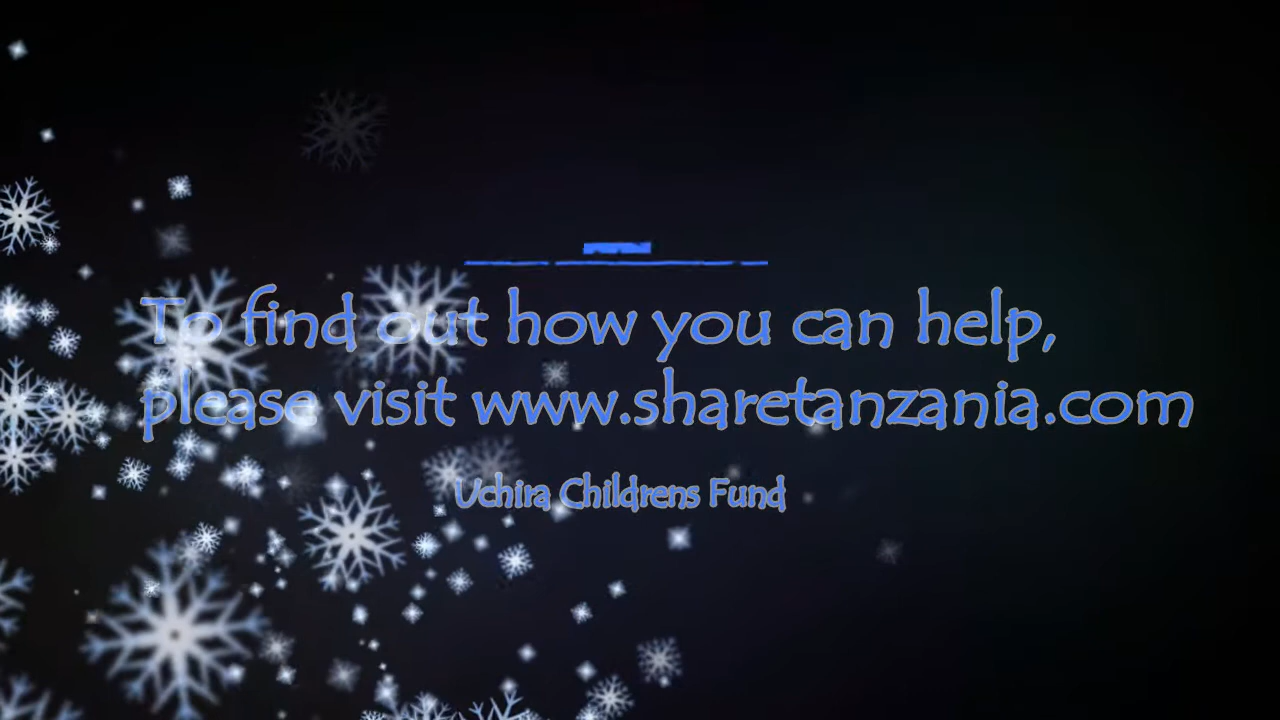 To find out how you can help,
please visit www.sharetanzania.com
Uchira Childrens Fund